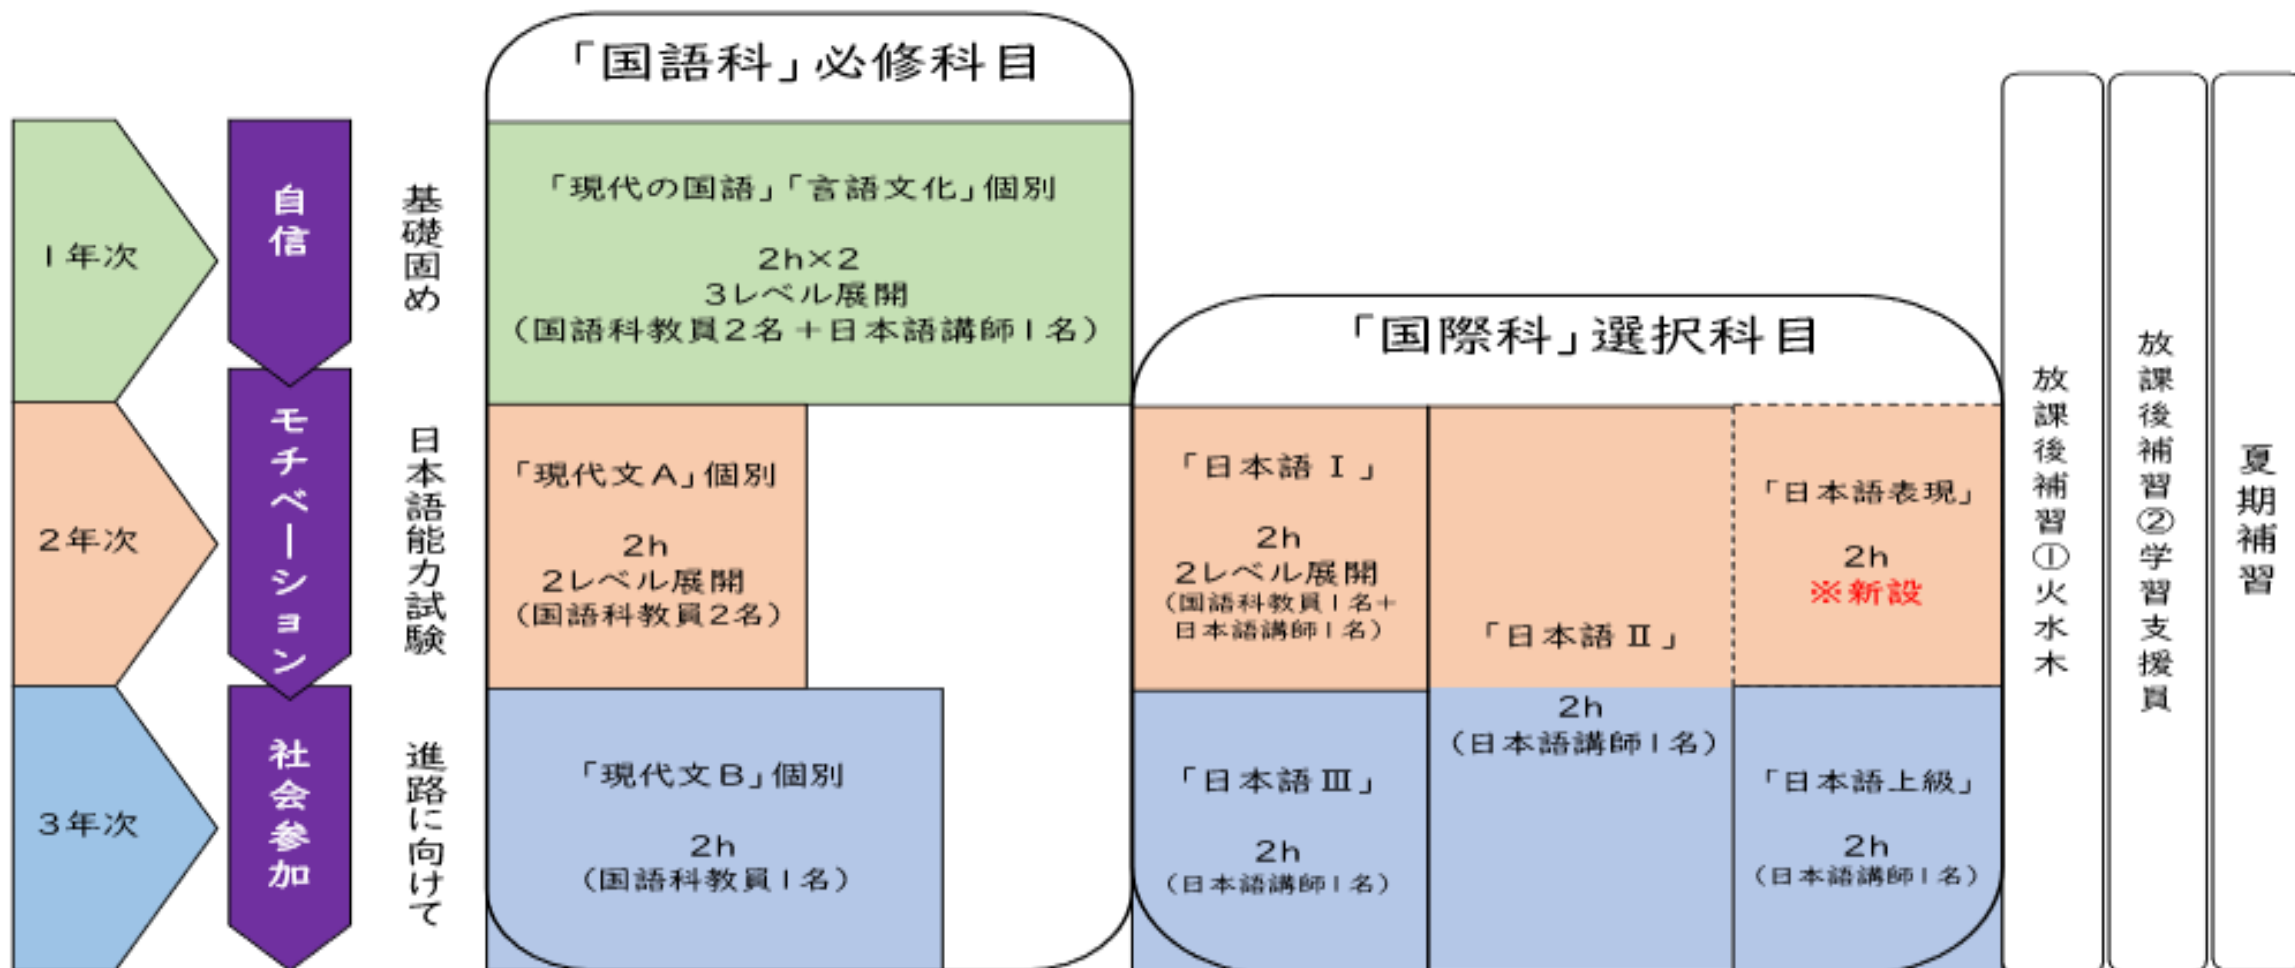 「国語科」必修科目
1年次
自信
基礎固め
「現代の国語」「言語文化」個別
2h×2
3レベル展開
(国語科教員2名+日本語講師1名)
「国際科」選択科目
2年次
モチベーション
日本語能力試験
「現代文A」個別
2h
2レベル展開
(国語科教員2名)
「日本語Ⅰ」
2h
2レベル展開
(国語科教員1名+
日本語講師1名)
「日本語Ⅱ」
2h
(日本語講師1名)
「日本語表現」
2h
※新設
3年次
社会参加
進路に向けて
「現代文B」個別
2h
(国語科教員1名)
「日本語Ⅲ」
2h
(日本語講師1名)
「日本語上級」
2h
(日本語講師1名)
放課後補習①火水木
放課後補習②学習支援員
夏期補習